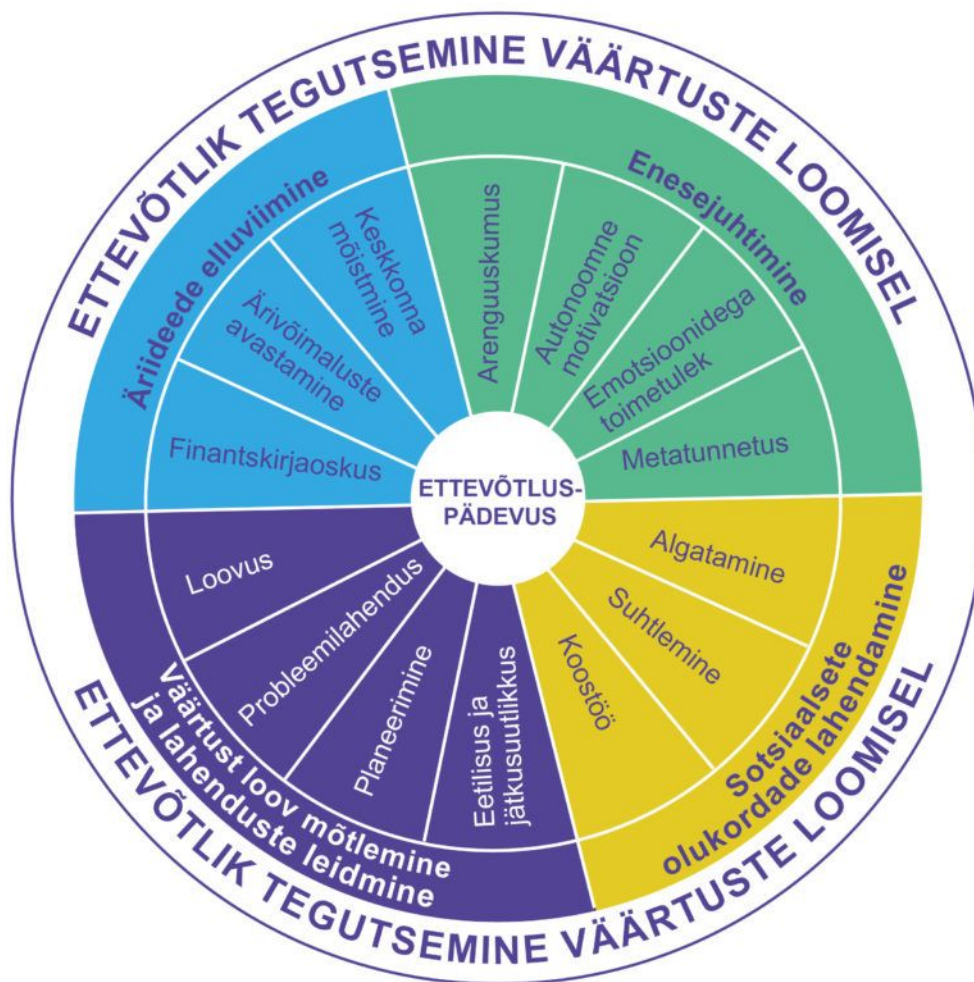 ETTEVÕTLIK TEGUTSEMINE VÄÄRTUSTE LOOMISEL
Enesejuhtimine
Arenguuskumus
Autonoomne
motivatsioon
Emotsioonidega
toimetulek
Metatunnetus
Sotsiaalsete
olukordade lahendamine
Algatamine
Suhtlemine
Koostöö
Väärtust loov mõtlemine
ja lahenduste leidmine
Eetilisus ja
jätkusuutlikkus
Planeerimine
Probleemilahendus
Loovus
Äriideede elluviimine
Finantskirjaoskus
Ärivõimaluste
avastamine
Keskkonna
mõistmine
ETTEVÕTLUS-
PÄDEVUS
ETTEVÕTLIK TEGUTSEMINE VÄÄRTUSTE LOOMISEL